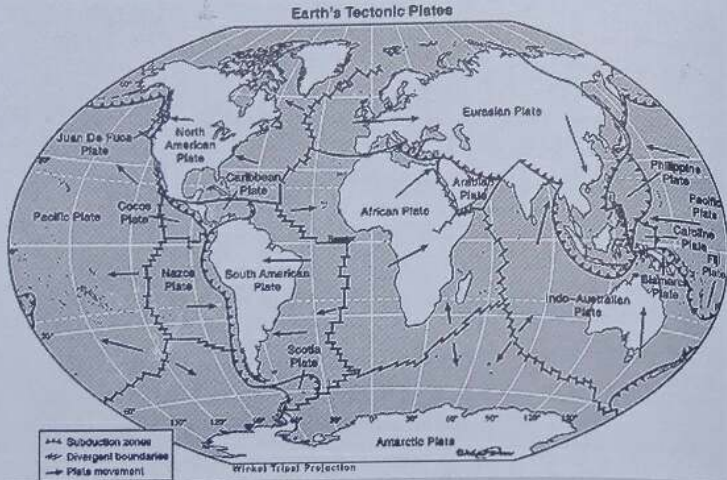 Earth's Tectonic Plates
Eurasian Plate
Juan De Fuca
Plate
North
American
Plate
Caribbean
Plate
Arabian
Plate
Philippine
Plate
Cocos
Plate
Pacific Plate
African Plate
Pacific
Plate
Caroline
Plate
Fiji
Plate
Bismarck
Plate
Nazca
Plate
South American
Plate
Indo-Australian
Plate
Scotia
Plate
Antarctic Plate
Subduction zones
Divergent boundaries
Plate movement
Winkel Tripel Projection